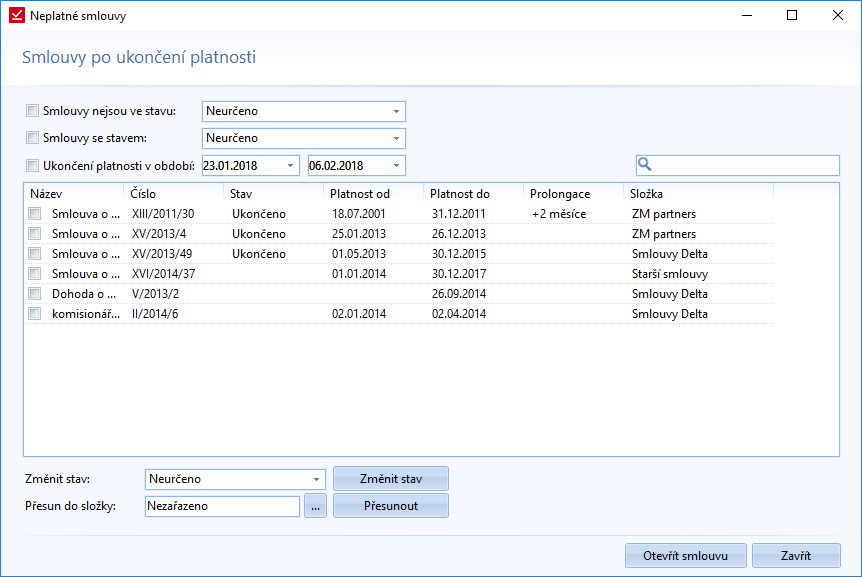 Neplatné smlouvy
Smlouvy po ukončení platnosti
Smlouvy nejsou ve stavu: Neurčeno
Smlouvy se stavem: Neurčeno
Ukončení platnosti v období: 23.01.2018 06.02.2018
Název Číslo Stav Platnost od Platnost do Prolongace Složka
Smlouva o ... XIII/2011/30 Ukončeno 18.07.2001 31.12.2011 +2 měsíce ZM partners
Smlouva o ... XV/2013/4 Ukončeno 25.01.2013 26.12.2013 ZM partners
Smlouva o ... XV/2013/49 Ukončeno 01.05.2013 30.12.2015 Smlouvy Delta
Smlouva o ... XVI/2014/37 01.01.2014 30.12.2017 Starší smlouvy
Dohoda o ... V/2013/2 26.09.2014 Smlouvy Delta
komisionář... II/2014/6 02.01.2014 02.04.2014 Smlouvy Delta
Změnit stav: Neurčeno Změnit stav
Přesun do složky: Nezařazeno ... Přesunout
Otevřít smlouvu Zavřít